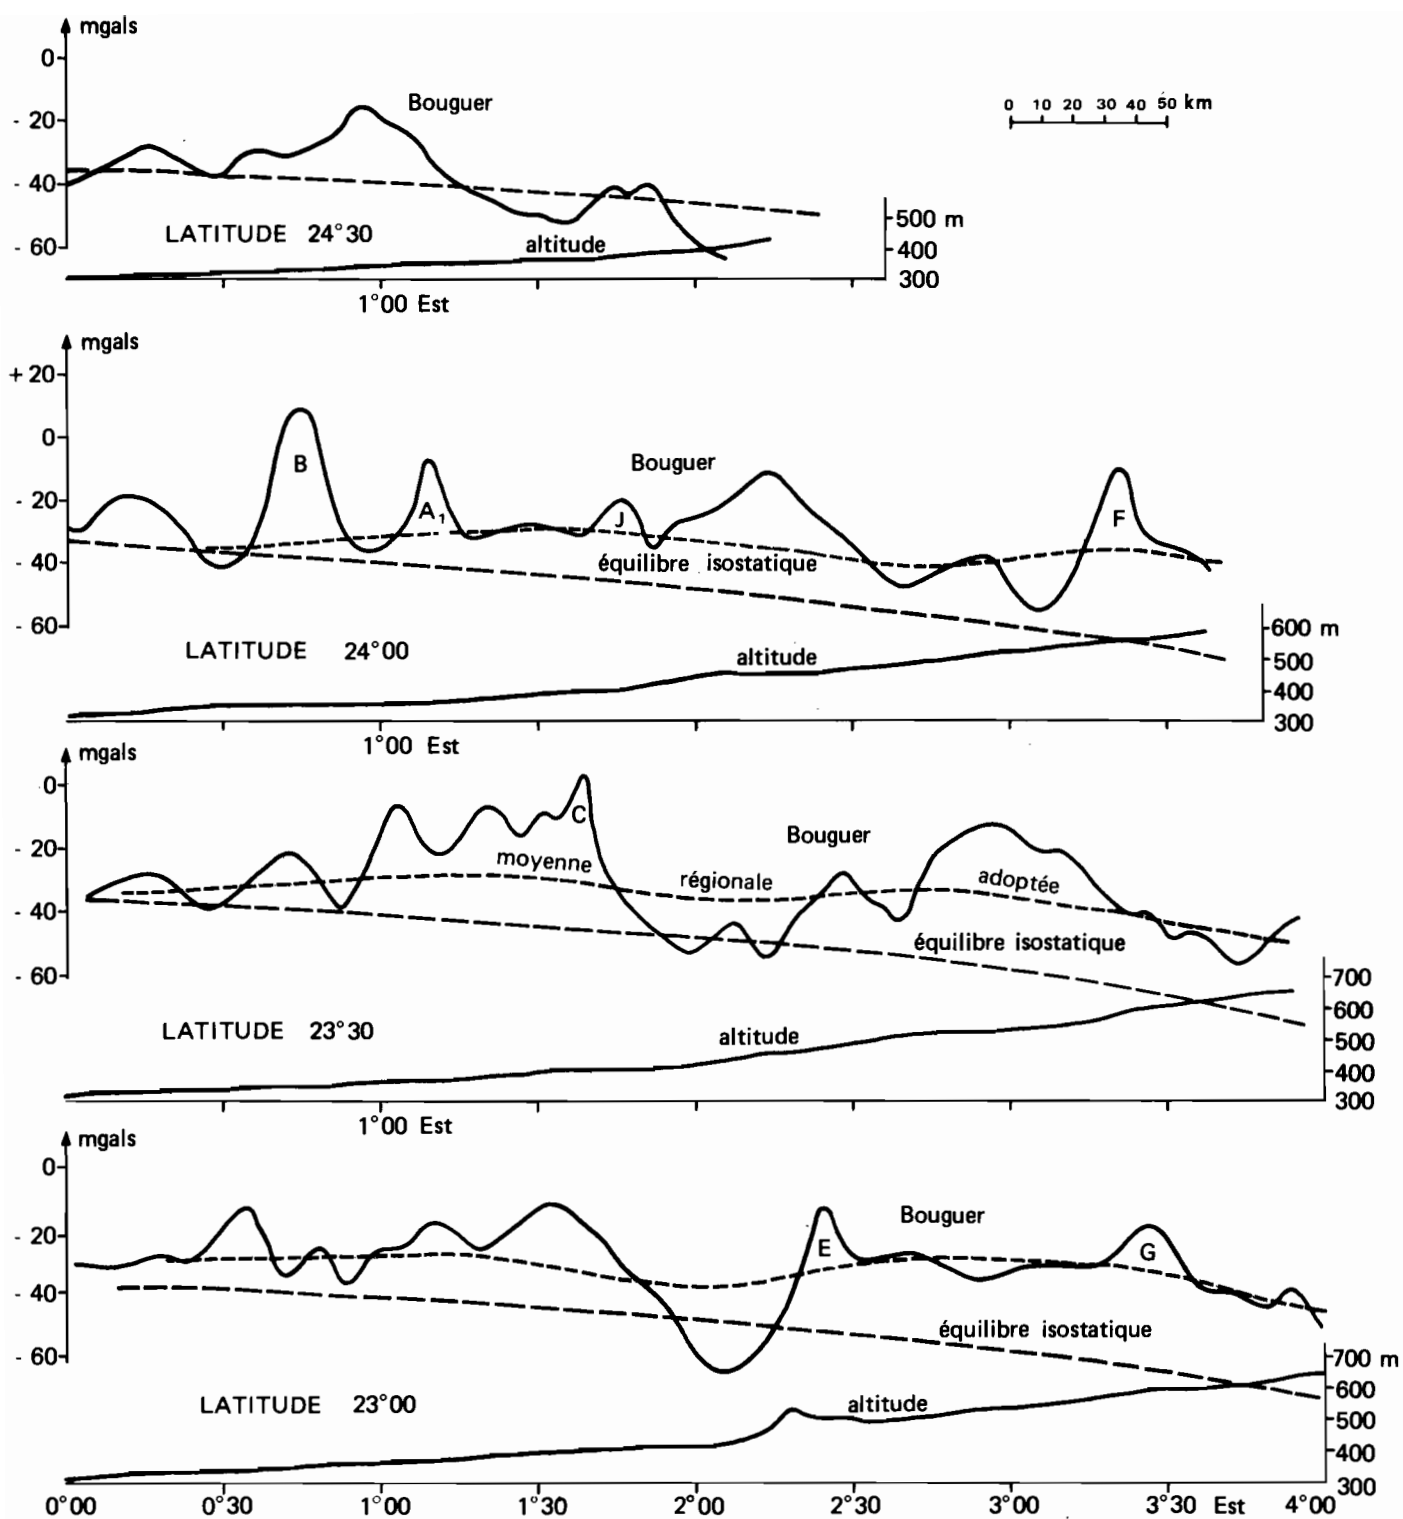 mgals
0
- 20
- 40
- 60
Bouguer
0 10 20 30 40 50 km
LATITUDE 24°30
altitude
500 m
400
300
1°00 Est
mgals
+ 20
0
- 20
- 40
- 60
B
A₁
J
Bouguer
F
équilibre isostatique
LATITUDE 24°00
altitude
600 m
500
400
300
1°00 Est
mgals
0
- 20
- 40
- 60
C
Bouguer
moyenne régionale adoptée
équilibre isostatique
LATITUDE 23°30
altitude
700
600
500
400
300
1°00 Est
mgals
0
- 20
- 40
- 60
Bouguer
E
G
équilibre isostatique
LATITUDE 23°00
altitude
700 m
600
500
400
300
0°00 0°30 1°00 1°30 2°00 2°30 3°00 3°30 Est 4°00